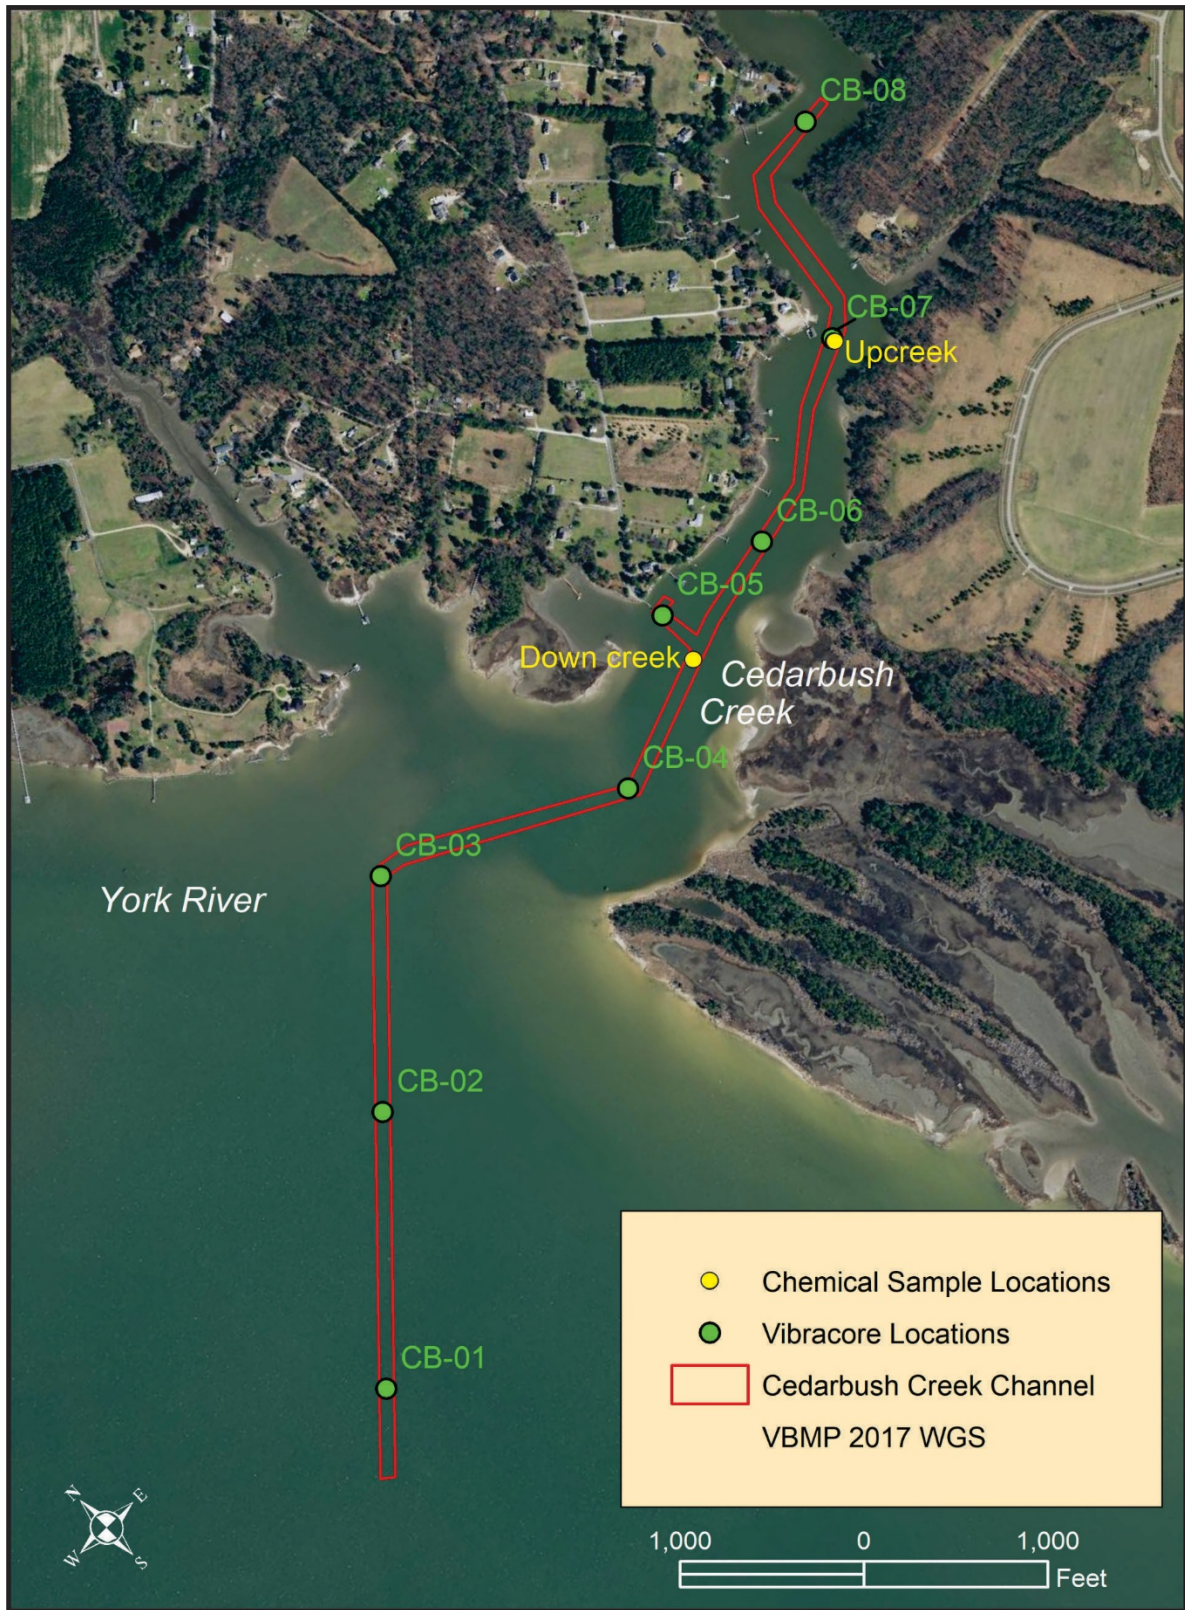 CB-08
CB-07
Upcreek
CB-06
CB-05
Down creek
Cedarbush
Creek
CB-04
CB-03
York River
CB-02
CB-01
Chemical Sample Locations
Vibracore Locations
Cedarbush Creek Channel
VBMP 2017 WGS
N
E
W
S
1,000 0 1,000
Feet